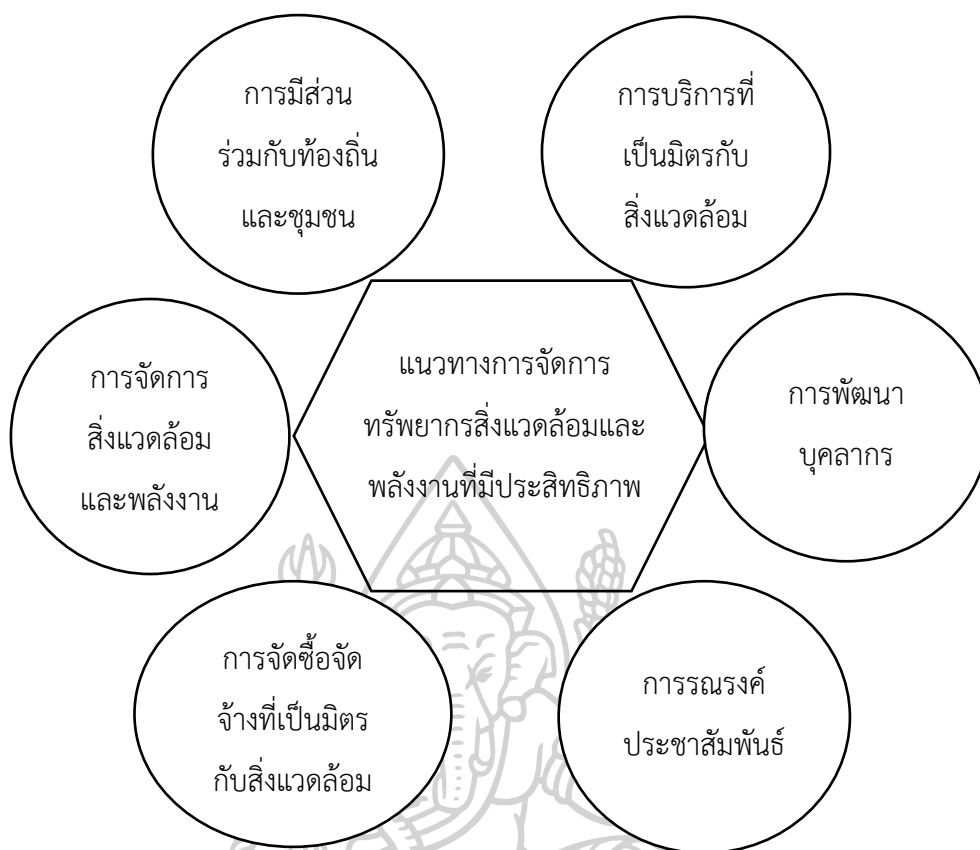 การมีส่วน
ร่วมกับท้องถิ่น
และชุมชน
การบริการที่
เป็นมิตรกับ
สิ่งแวดล้อม
การจัดการ
สิ่งแวดล้อม
และพลังงาน
แนวทางการจัดการ
ทรัพยากรสิ่งแวดล้อมและ
พลังงานที่มีประสิทธิภาพ
การพัฒนา
บุคลากร
การจัดซื้อจัด
จ้างที่เป็นมิตร
กับสิ่งแวดล้อม
การรณรงค์
ประชาสัมพันธ์